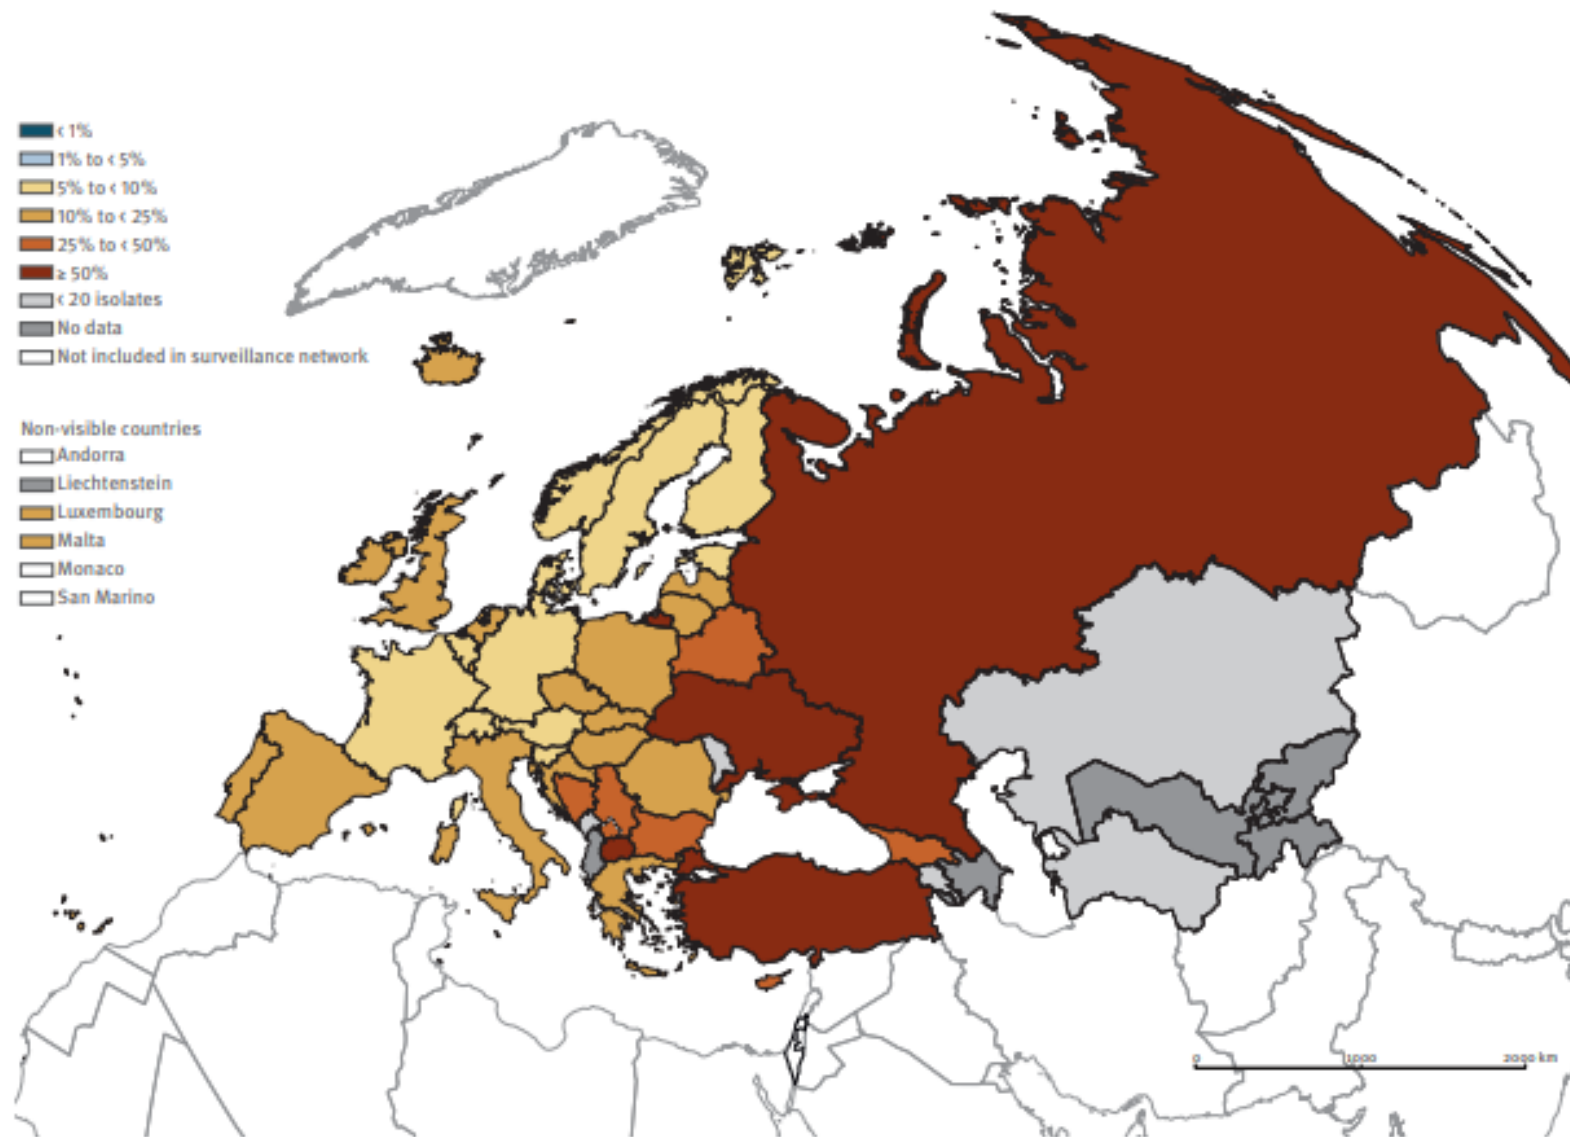 < 1%
1% to < 5%
5% to < 10%
10% to < 25%
25% to < 50%
≥ 50%
< 20 isolates
No data
Not included in surveillance network
Non-visible countries
Andorra
Liechtenstein
Luxembourg
Malta
Monaco
San Marino
0 1000 2000 km